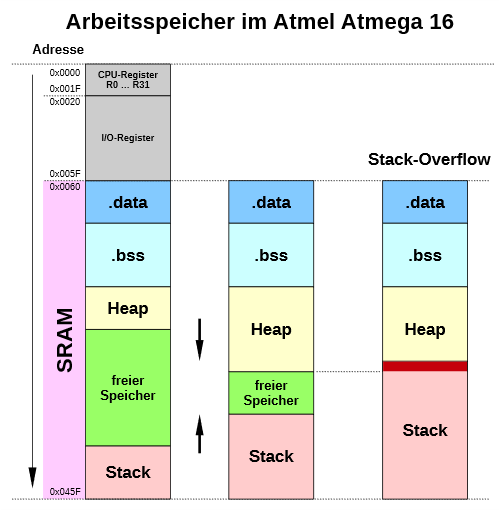 Arbeitsspeicher im Atmel Atmega 16
Adresse
0x0000
CPU-Register
R0 ... R31
0x001F
0x0020
I/O-Register
0x005F
0x0060
Stack-Overflow
SRAM
.data
.bss
Heap
freier
Speicher
Stack
0x045F
.data
.bss
Heap
freier
Speicher
Stack
.data
.bss
Heap
Stack